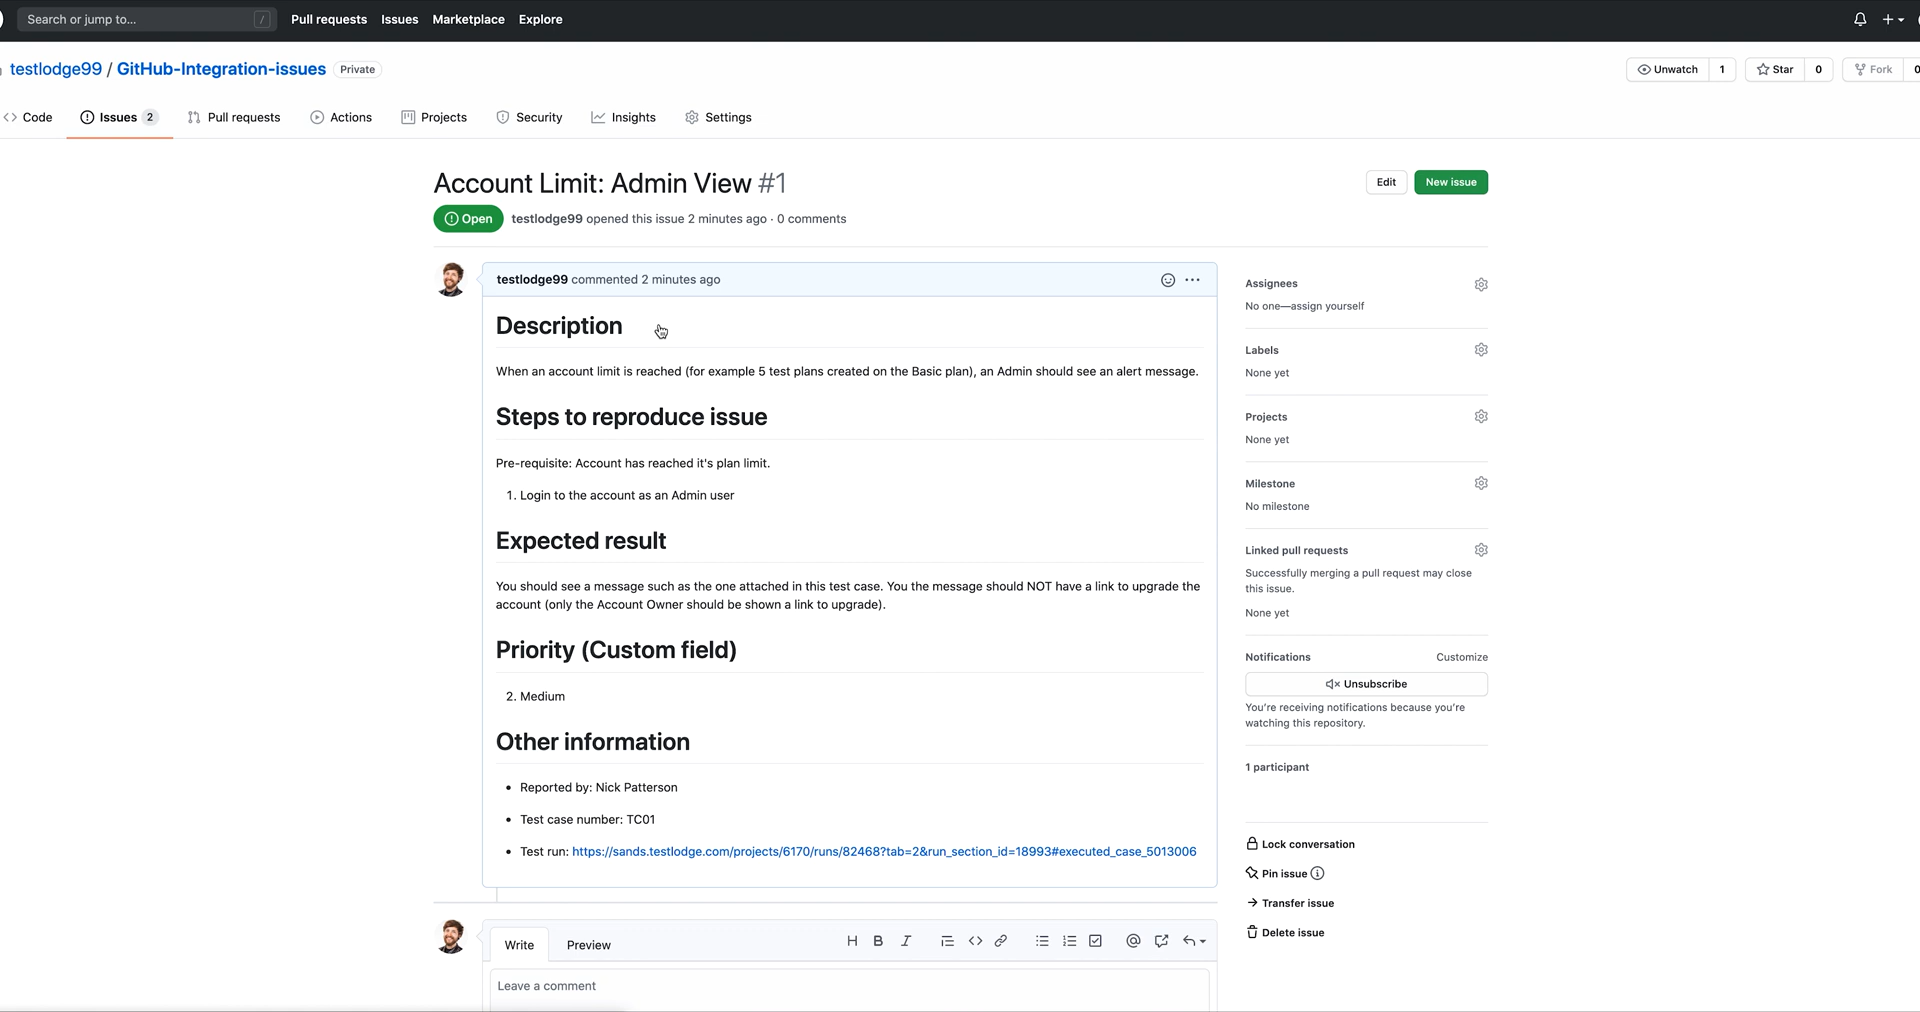 Search or jump to... /
Pull requests Issues Marketplace Explore
testlodge99 / GitHub-Integration-issues Private
Unwatch 1 Star 0 Fork 0
Code Issues 2 Pull requests Actions Projects Security Insights Settings
Account Limit: Admin View #1
Edit New issue
Open testlodge99 opened this issue 2 minutes ago · 0 comments
testlodge99 commented 2 minutes ago
Description
When an account limit is reached (for example 5 test plans created on the Basic plan), an Admin should see an alert message.
Steps to reproduce issue
Pre-requisite: Account has reached it's plan limit.
1. Login to the account as an Admin user
Expected result
You should see a message such as the one attached in this test case. You the message should NOT have a link to upgrade the
account (only the Account Owner should be shown a link to upgrade).
Priority (Custom field)
2. Medium
Other information
• Reported by: Nick Patterson
• Test case number: TC01
• Test run: https://sands.testlodge.com/projects/6170/runs/82468?tab=2&run_section_id=18993#executed_case_5013006
Assignees
No one—assign yourself
Labels
None yet
Projects
None yet
Milestone
No milestone
Linked pull requests
Successfully merging a pull request may close
this issue.
None yet
Notifications Customize
Unsubscribe
You're receiving notifications because you're
watching this repository.
1 participant
Lock conversation
Pin issue
Transfer issue
Delete issue
Write Preview
H B I
Leave a comment